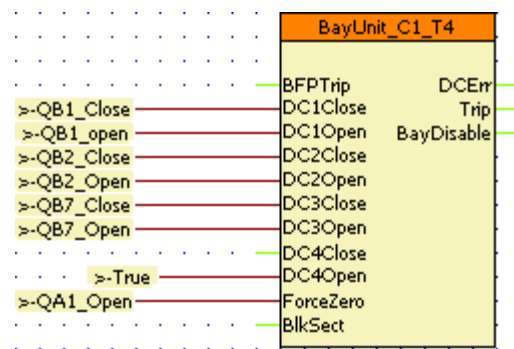 BayUnit_C1_T4
BFPTrip DCErr
>-QB1_Close DC1Close Trip
>-QB1_open DC1Open BayDisable
>-QB2_Close DC2Close
>-QB2_Open DC2Open
>-QB7_Close DC3Close
>-QB7_Open DC3Open
DC4Close
>-True DC4Open
>-QA1_Open ForceZero
BlkSect